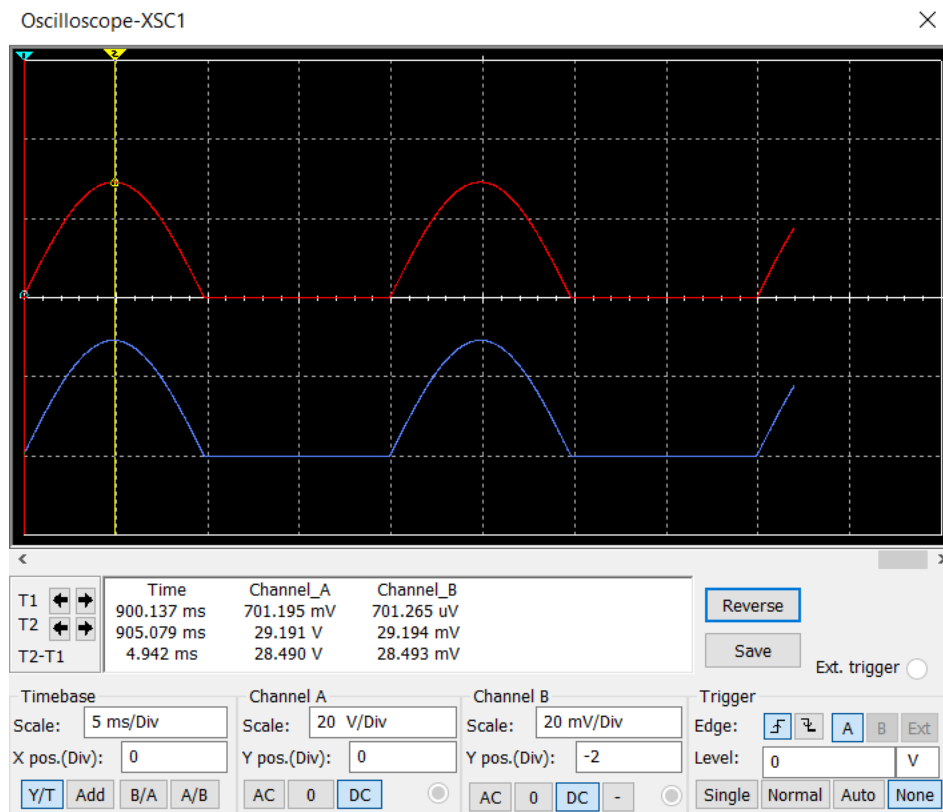 Oscilloscope-XSC1
1 2
Time Channel_A Channel_B
T1 900.137 ms 701.195 mV 701.265 uV
T2 905.079 ms 29.191 V 29.194 mV
T2-T1 4.942 ms 28.490 V 28.493 mV
Reverse
Save
Ext. trigger
Timebase
Scale: 5 ms/Div
X pos.(Div): 0
Y/T Add B/A A/B
Channel A
Scale: 20 V/Div
Y pos.(Div): 0
AC 0 DC
Channel B
Scale: 20 mV/Div
Y pos.(Div): -2
AC 0 DC -
Trigger
Edge: A B Ext
Level: 0 V
Single Normal Auto None